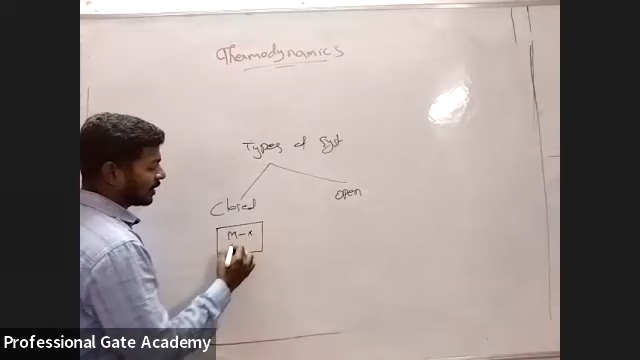 Thermodynamics
Types of Syst
Closed
open
M - x
Professional Gate Academy